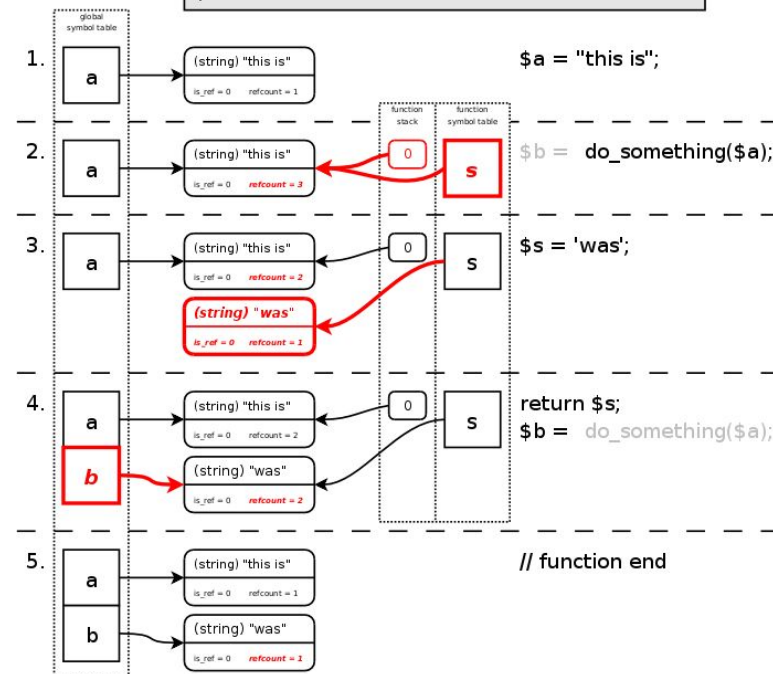 global
symbol table
1.
a
(string) "this is"
is_ref = 0 refcount = 1
$a = "this is";
function
stack
function
symbol table
2.
a
(string) "this is"
is_ref = 0 refcount = 3
0
s
$b = do_something($a);
3.
a
(string) "this is"
is_ref = 0 refcount = 2
0
s
$s = 'was';
(string) "was"
is_ref = 0 refcount = 1
4.
a
(string) "this is"
is_ref = 0 refcount = 2
0
s
return $s;
$b = do_something($a);
b
(string) "was"
is_ref = 0 refcount = 2
5.
a
(string) "this is"
is_ref = 0 refcount = 1
// function end
b
(string) "was"
is_ref = 0 refcount = 1